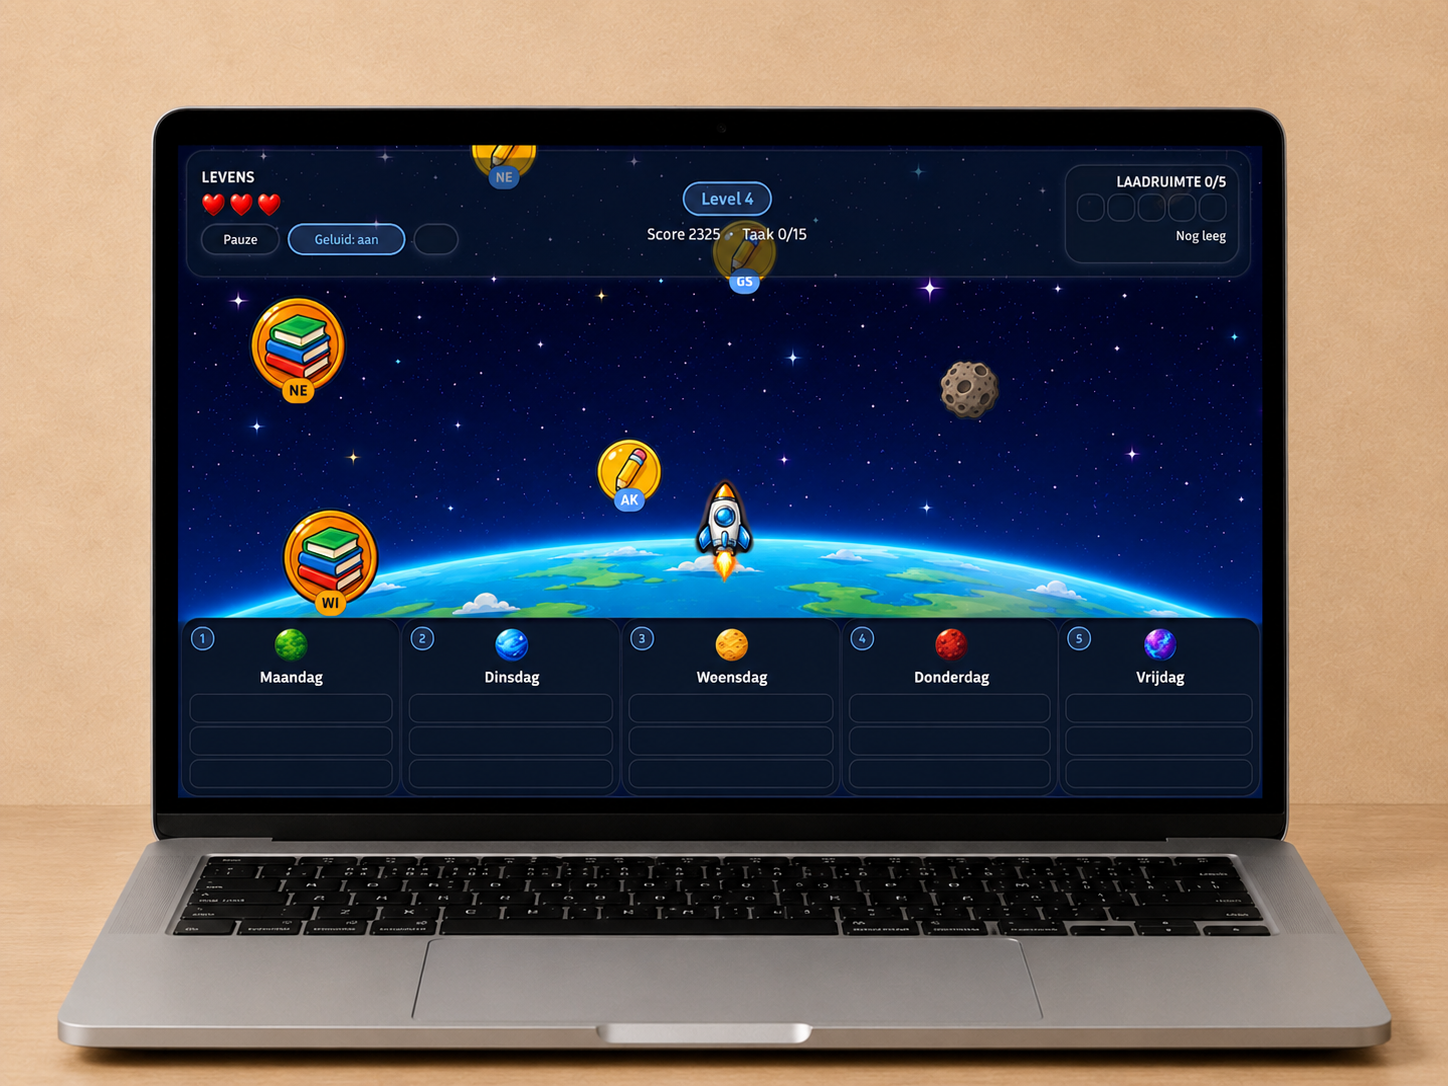 NE
LEVENS
Level 4
LAADRUIMTE 0/5
Pauze
Geluid: aan
Score 2325 · Taak 0/15
Nog leeg
GS
NE
AK
WI
1
2
3
4
5
Maandag
Dinsdag
Weensdag
Donderdag
Vrijdag